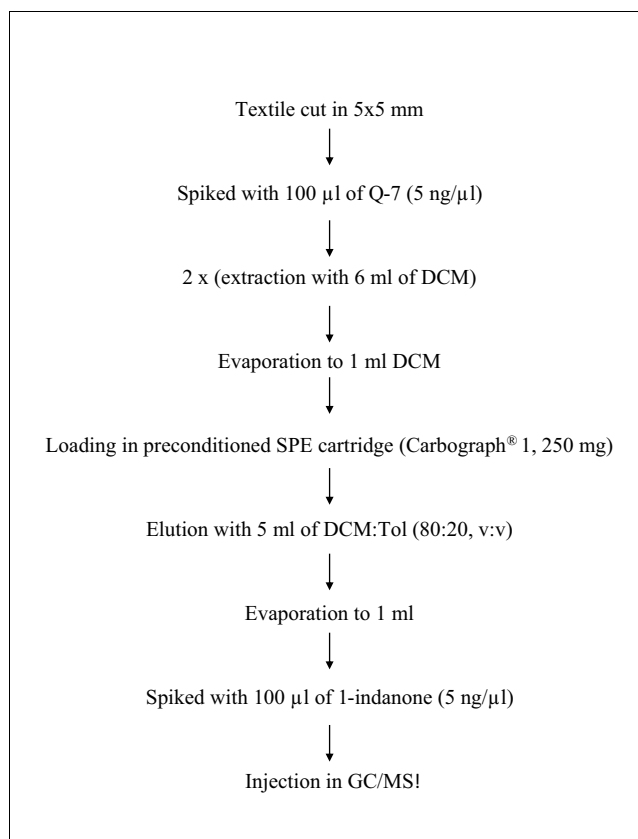 Textile cut in 5x5 mm
Spiked with 100 µl of Q-7 (5 ng/µl)
2 x (extraction with 6 ml of DCM)
Evaporation to 1 ml DCM
Loading in preconditioned SPE cartridge (Carbograph® 1, 250 mg)
Elution with 5 ml of DCM:Tol (80:20, v:v)
Evaporation to 1 ml
Spiked with 100 µl of 1-indanone (5 ng/µl)
Injection in GC/MS!